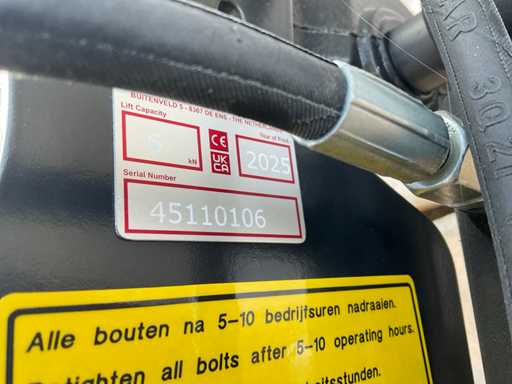 BUITENVELD 5 - 8307 DE ENS - THE NETHERLANDS
Lift Capacity
Year of Prod.
5 kN
CE
UK
CA
2025
Serial Number
45110106
Alle bouten na 5-10 bedrijfsuren nadraaien.
all bolts after 5-10 operating hours.